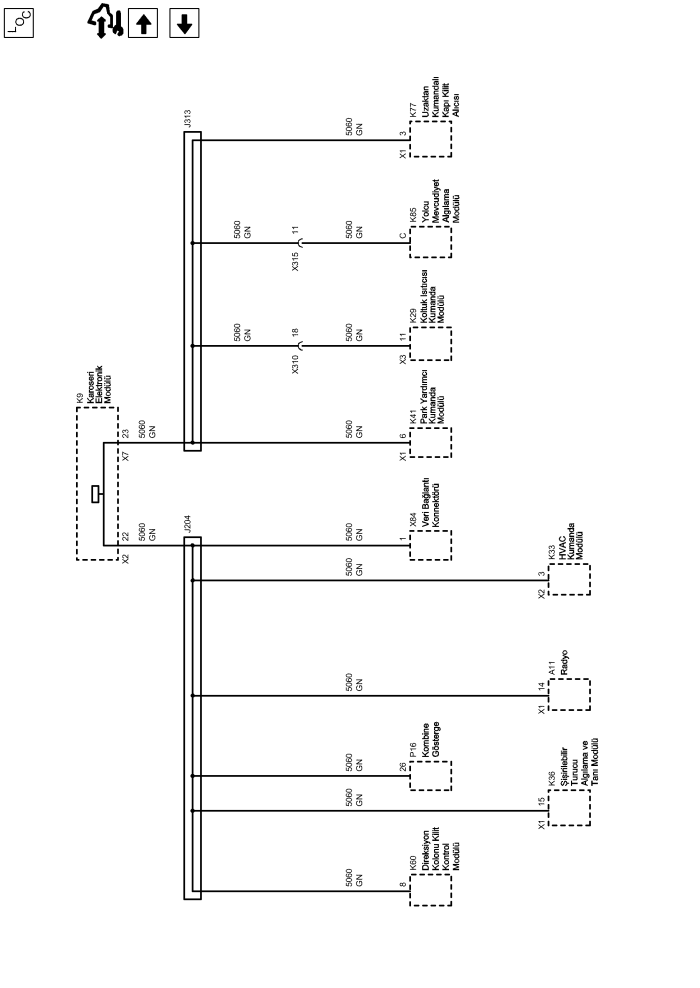 LOC
K9
Karoseri
Elektronik
Modülü
X2
22
5060
GN
X7
23
5060
GN
J204
J313
5060
GN
8
K60
Direksiyon
Kolonu Kilit
Kontrol
Modülü
5060
GN
X1
15
K36
Şişirilebilir
Turucu
Algılama ve
Tanı Modülü
5060
GN
26
P16
Kombine
Gösterge
5060
GN
X1
14
A11
Radyo
5060
GN
X2
3
K33
HVAC
Kumanda
Modülü
5060
GN
1
X84
Veri Bağlantı
Konnektörü
5060
GN
X1
6
K41
Park Yardımcı
Kumanda
Modülü
5060
GN
X310
18
5060
GN
X3
11
K29
Koltuk Isıtıcısı
Kumanda
Modülü
5060
GN
X315
11
5060
GN
C
K85
Yolcu
Mevcudiyet
Algılama
Modülü
5060
GN
X1
3
K77
Uzaktan
Kumandalı
Kapı Kilit
Alıcısı